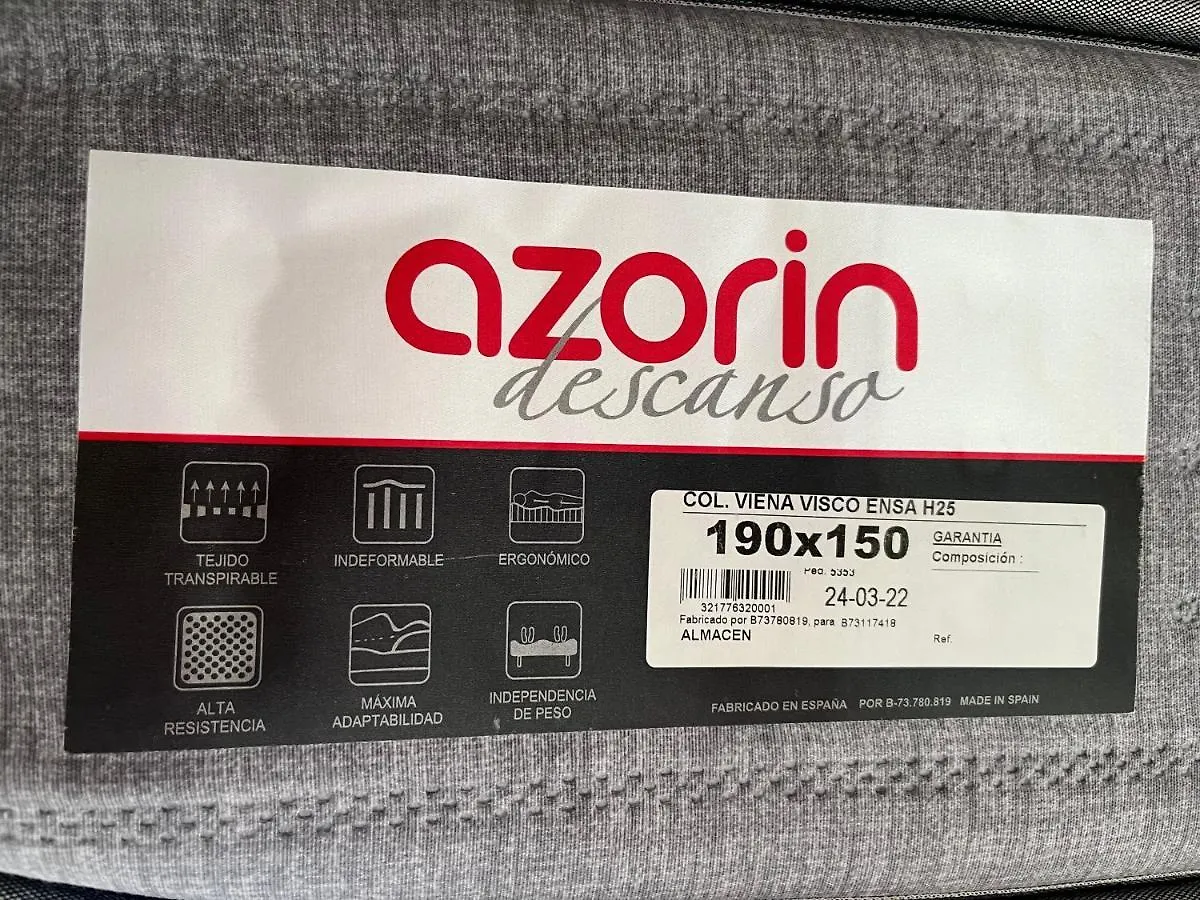 azorin
descanso
TEJIDO
TRANSPIRABLE
INDEFORMABLE
ERGONÓMICO
ALTA
RESISTENCIA
MÁXIMA
ADAPTABILIDAD
INDEPENDENCIA
DE PESO
COL. VIENA VISCO ENSA H25
190x150
GARANTIA
Composición :
Ped. 5353
24-03-22
321776320001
Fabricado por B73780819, para B73117418
ALMACEN
Ref.
FABRICADO EN ESPAÑA POR B-73.780.819 MADE IN SPAIN